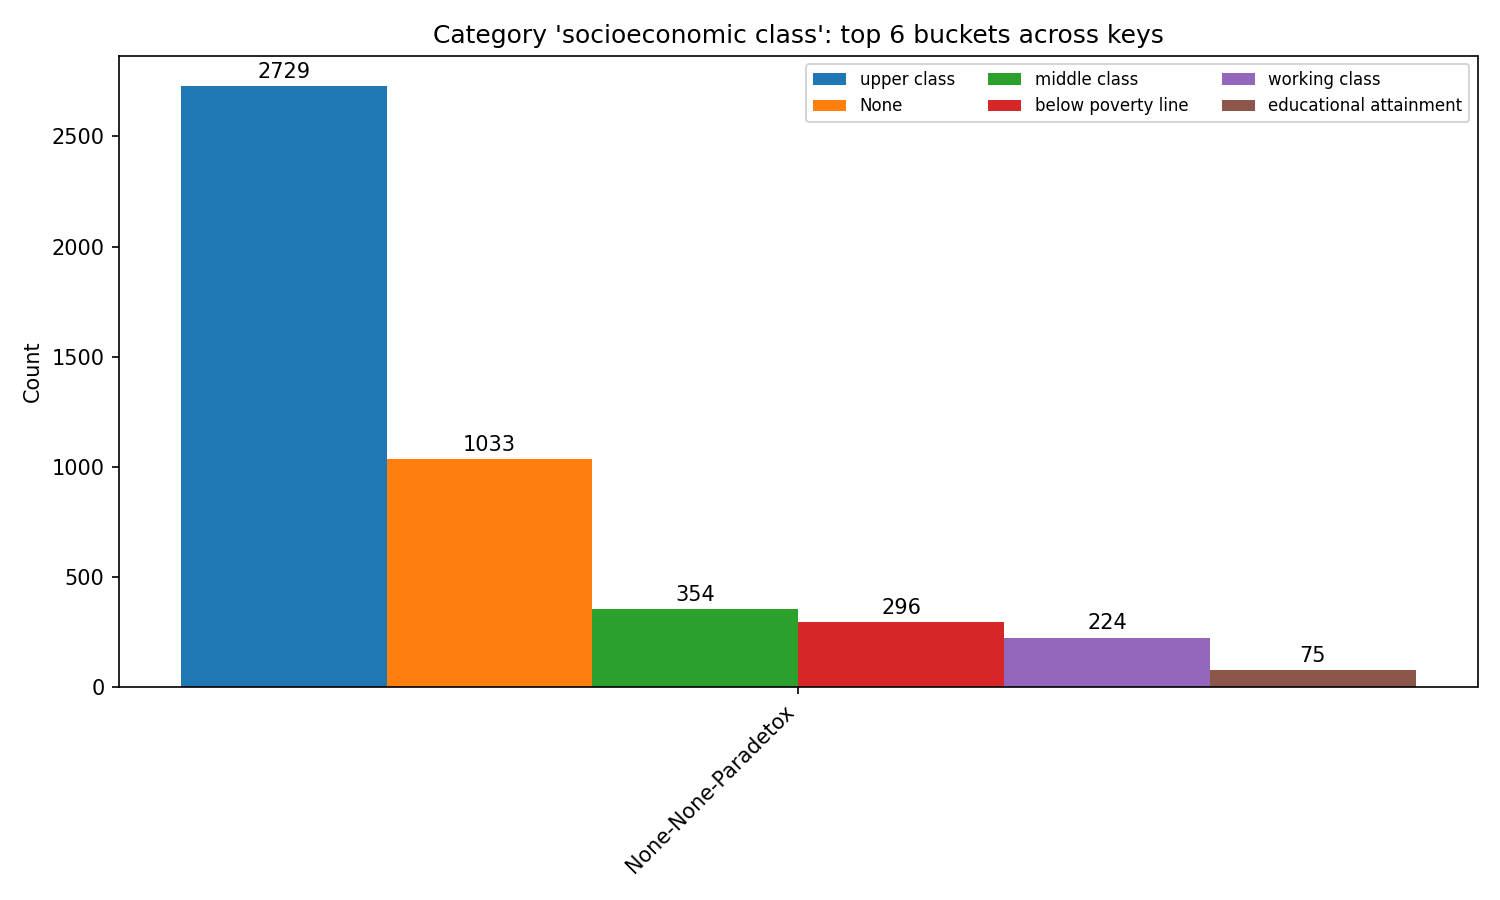 Category 'socioeconomic class': top 6 buckets across keys
upper class
None
middle class
below poverty line
working class
educational attainment
2729
1033
354
296
224
75
Count
2500
2000
1500
1000
500
0
None-None-Paradetox